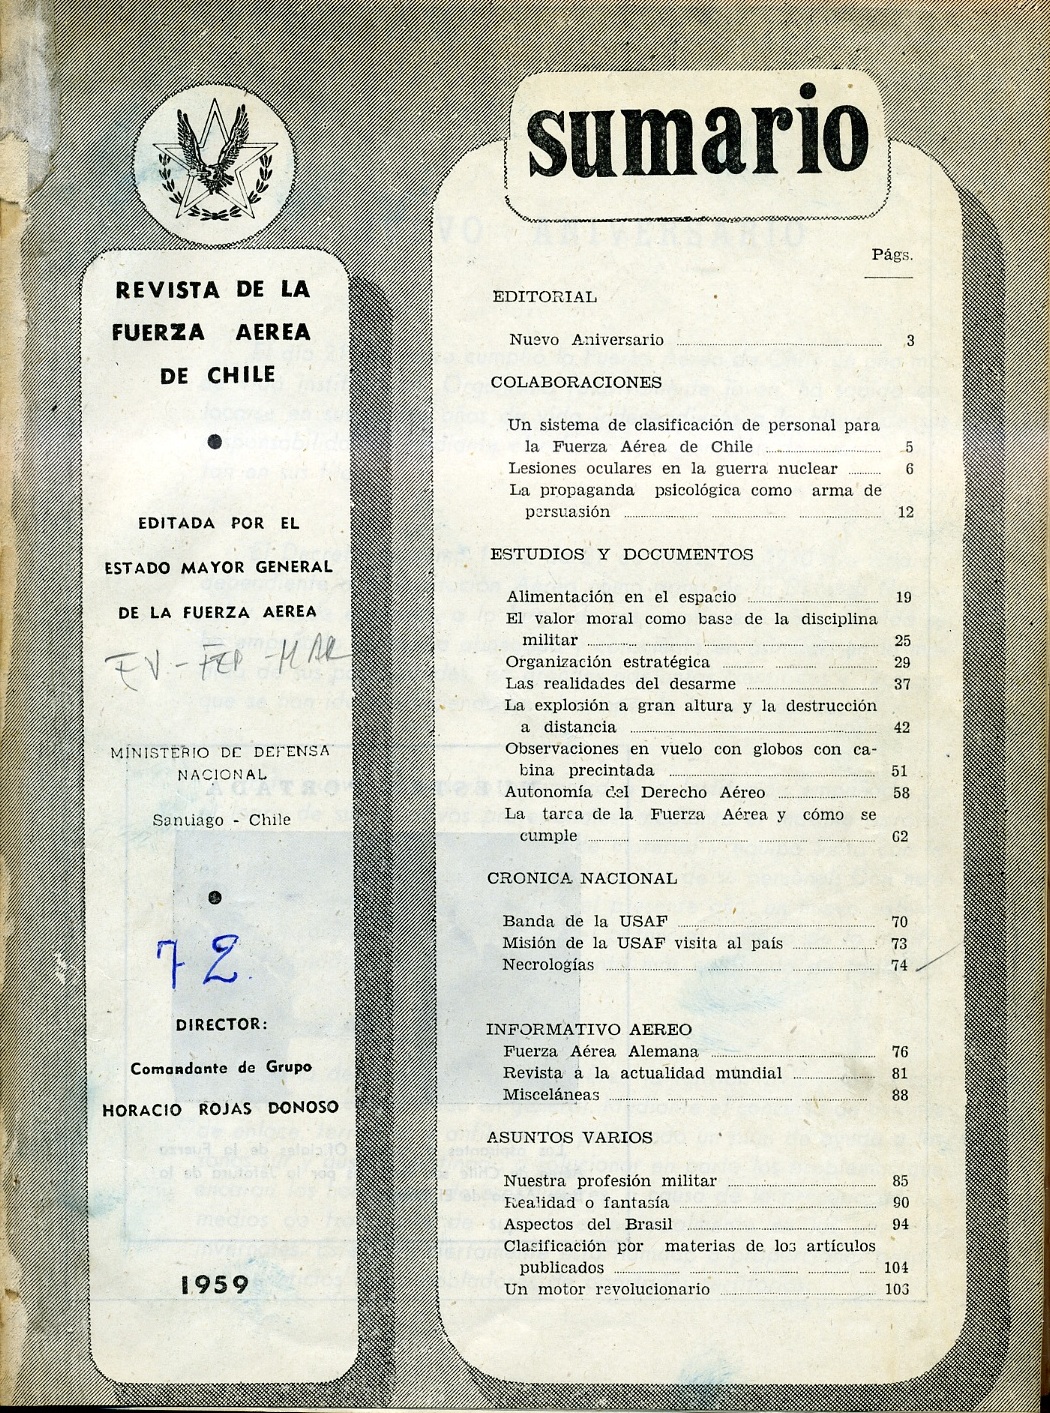 REVISTA DE LA
FUERZA AEREA
DE CHILE
EDITADA POR EL
ESTADO MAYOR GENERAL
DE LA FUERZA AEREA
MINISTERIO DE DEFENSA
NACIONAL
Santiago - Chile
72
DIRECTOR:
Comandante de Grupo
HORACIO ROJAS DONOSO
1959
sumario
Págs.
EDITORIAL
Nuevo Aniversario 3
COLABORACIONES
Un sistema de clasificación de personal para
la Fuerza Aérea de Chile 5
Lesiones oculares en la guerra nuclear 6
La propaganda psicológica como arma de
persuasión 12
ESTUDIOS Y DOCUMENTOS
Alimentación en el espacio 19
El valor moral como base de la disciplina
militar 25
Organización estratégica 29
Las realidades del desarme 37
La explosión a gran altura y la destrucción
a distancia 42
Observaciones en vuelo con globos con ca-
bina precintada 51
Autonomía del Derecho Aéreo 58
La tarea de la Fuerza Aérea y cómo se
cumple 62
CRONICA NACIONAL
Banda de la USAF 70
Misión de la USAF visita al país 73
Necrologías 74
INFORMATIVO AEREO
Fuerza Aérea Alemana 76
Revista a la actualidad mundial 81
Misceláneas 88
ASUNTOS VARIOS
Nuestra profesión militar 85
Realidad o fantasía 90
Aspectos del Brasil 94
Clasificación por materias de los artículos
publicados 104
Un motor revolucionario